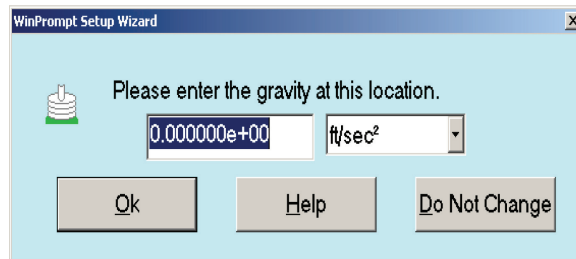 WinPrompt Setup Wizard
Please enter the gravity at this location.
0.000000e+00 ft/sec²
Ok Help Do Not Change